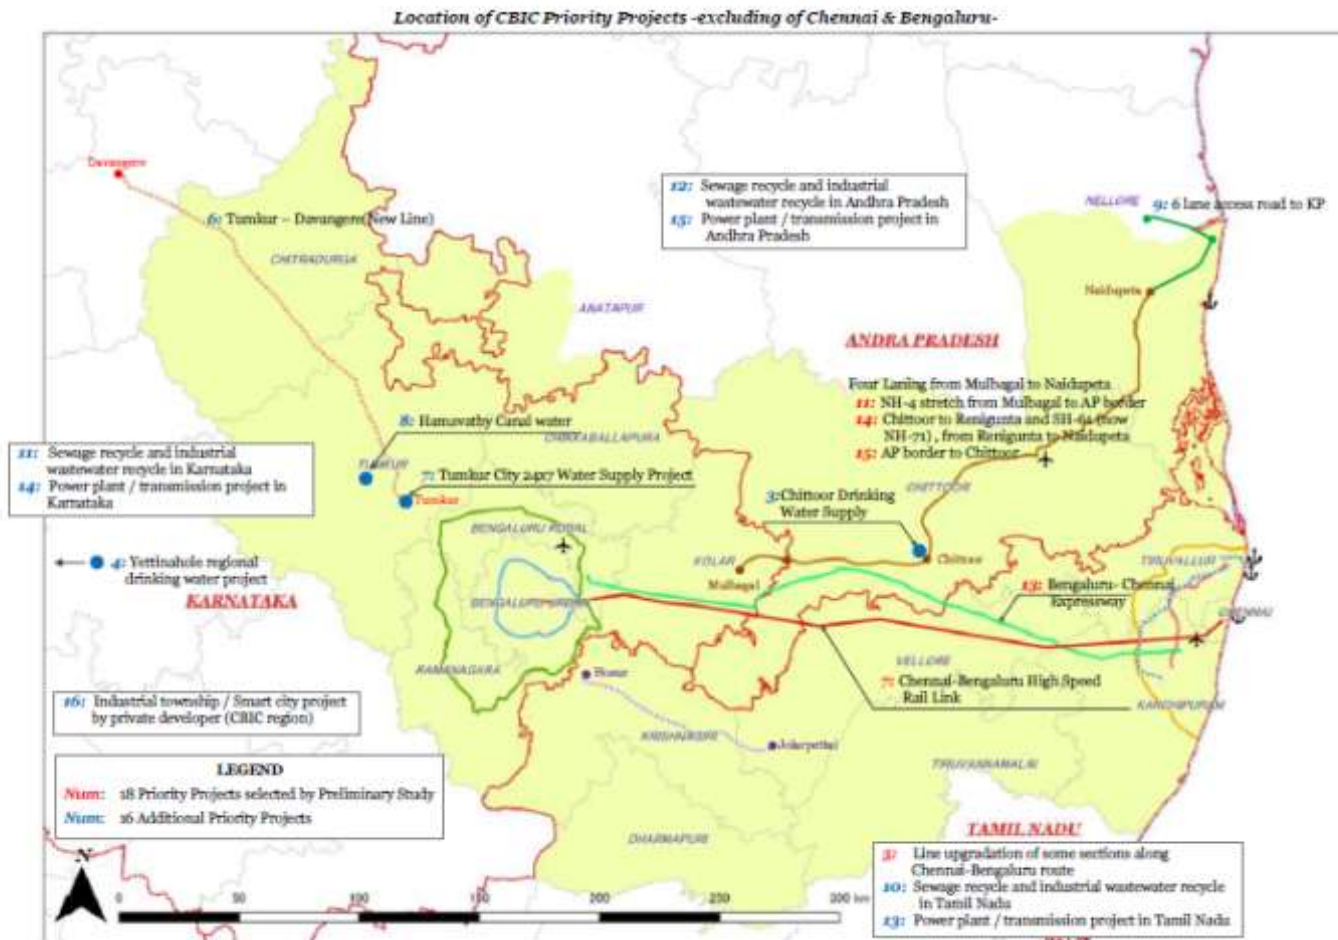 Location of CBIC Priority Projects -excluding of Chennai & Bengaluru-
Davangere
6: Tumkur – Davangere(New Line)
CHITRADURGA
ANATAPUR
12: Sewage recycle and industrial
wastewater recycle in Andhra Pradesh
15: Power plant / transmission project in
Andhra Pradesh
NELLORE
9: 6 lane access road to KP
Naidupeta
ANDRA PRADESH
Four Laning from Mulbagal to Naidupeta
11: NH-4 stretch from Mulbagal to AP border
14: Chittoor to Renigunta and SH-61 (now
NH-71) , from Renigunta to Naidupeta
15: AP border to Chittoor
8: Hamavathy Canal water
CHIKKABALLAPURA
11: Sewage recycle and industrial
wastewater recycle in Karnataka
14: Power plant / transmission project in
Karnataka
TUMKUR
7: Tumkur City 24x7 Water Supply Project
Tumkur
CHITTOOR
3: Chittoor Drinking
Water Supply
BENGALURU RURAL
4: Yettinahole regional
drinking water project
KOLAR
Mulbagal
Chittoor
TIRUVALLUR
KARNATAKA
BENGALURU URBAN
13: Bengaluru- Chennai
Expressway
CHENNAI
RAMANAGARA
Hosur
VELLORE
7: Chennai-Bengaluru High Speed
Rail Link
KANCHIPURAM
16: Industrial township / Smart city project
by private developer (CBIC region)
KRISHNAGIRI
Jolarpettai
TIRUVANNAMALAI
LEGEND
Num: 18 Priority Projects selected by Preliminary Study
Num: 16 Additional Priority Projects
DHARMAPURI
TAMIL NADU
5: Line upgradation of some sections along
Chennai-Bengaluru route
10: Sewage recycle and industrial wastewater recycle
in Tamil Nadu
13: Power plant / transmission project in Tamil Nadu
N
0 50 100 150 200 250 300 km